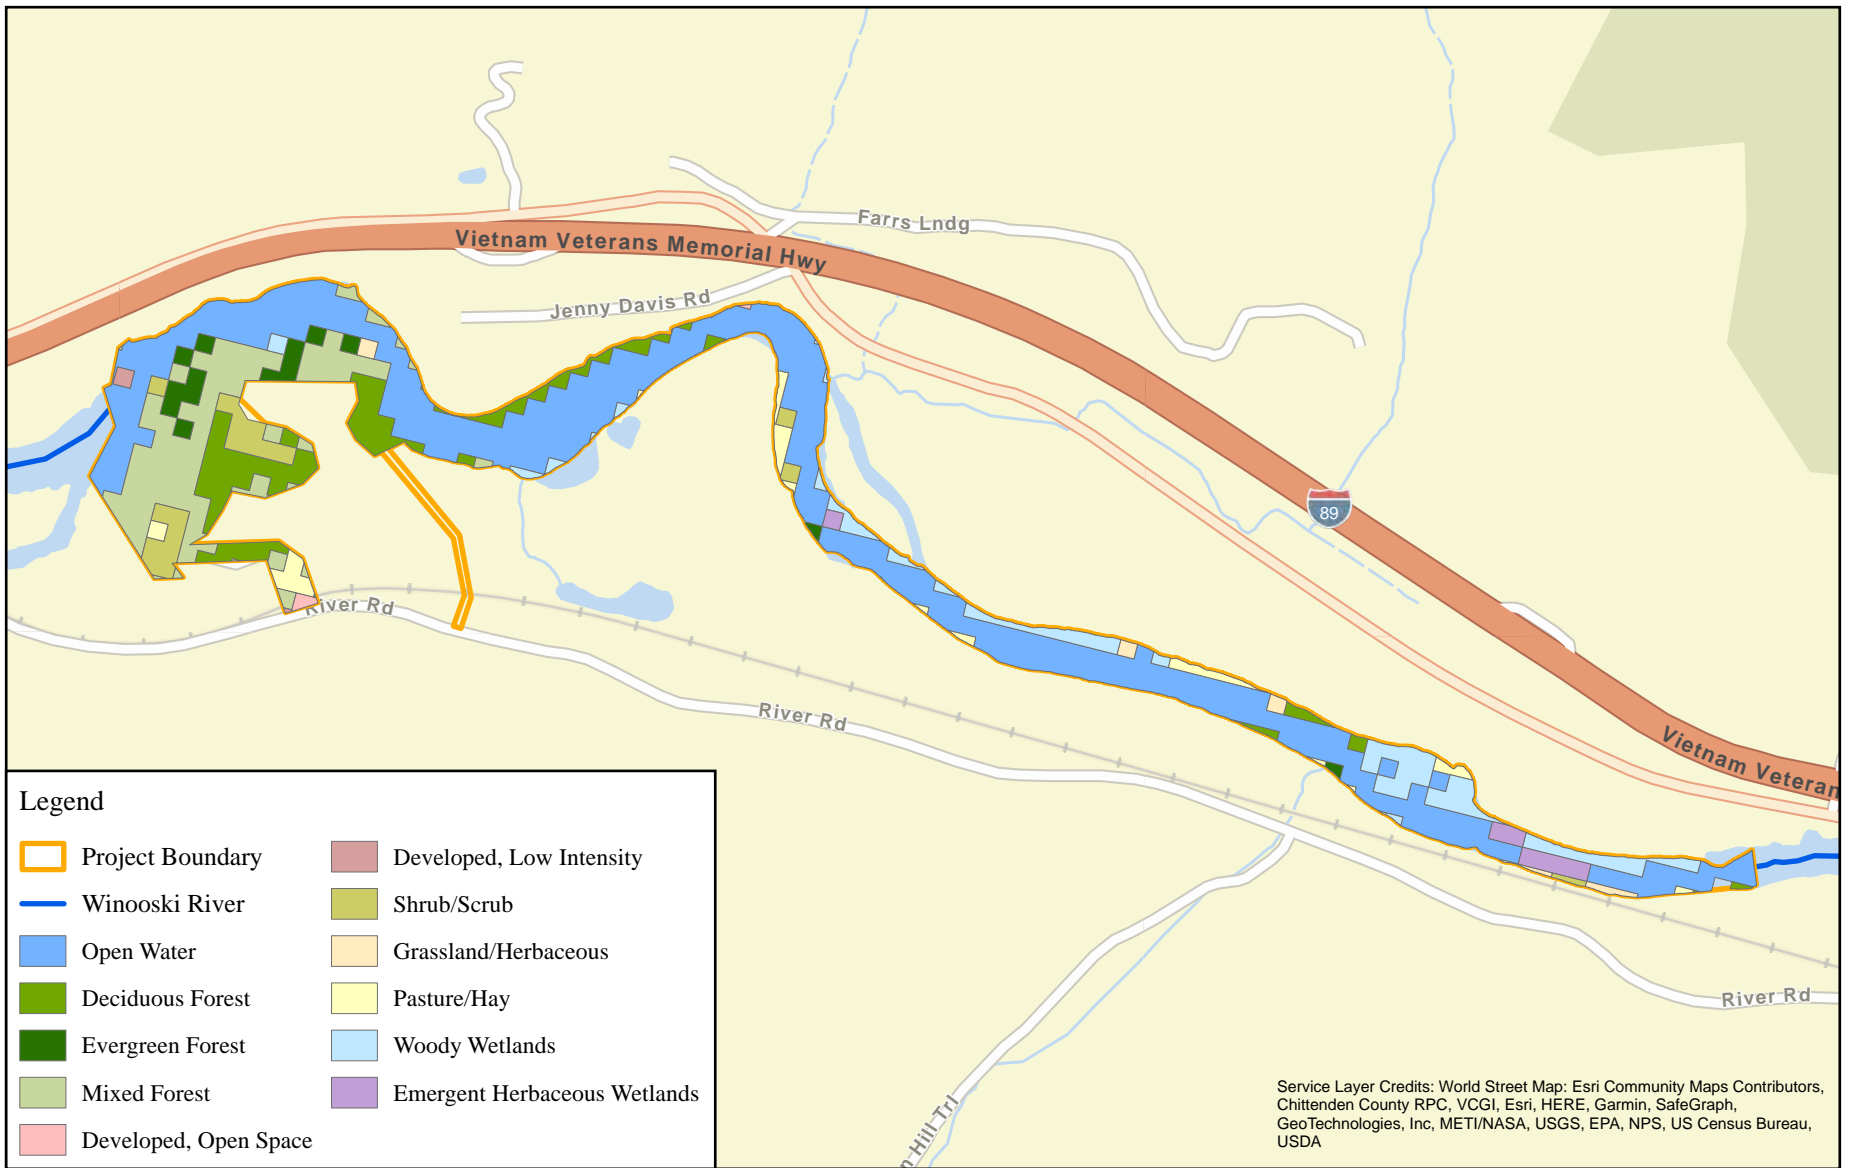 Farrs Lndg
Vietnam Veterans Memorial Hwy
Jenny Davis Rd
89
River Rd
River Rd
Vietnam Veteran
River Rd
n Hill Trl
Legend
Project Boundary
Winooski River
Open Water
Deciduous Forest
Evergreen Forest
Mixed Forest
Developed, Open Space
Developed, Low Intensity
Shrub/Scrub
Grassland/Herbaceous
Pasture/Hay
Woody Wetlands
Emergent Herbaceous Wetlands
Service Layer Credits: World Street Map: Esri Community Maps Contributors,
Chittenden County RPC, VCGI, Esri, HERE, Garmin, SafeGraph,
GeoTechnologies, Inc, METI/NASA, USGS, EPA, NPS, US Census Bureau,
USDA